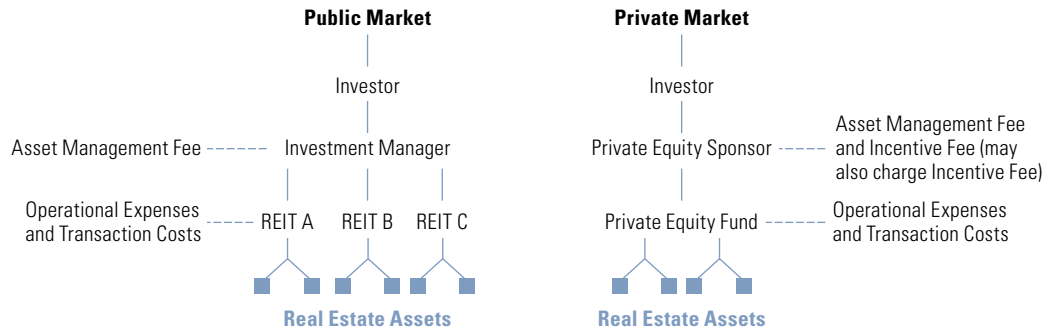 Public Market
Investor
Asset Management Fee
Investment Manager
Operational Expenses
and Transaction Costs
REIT A
REIT B
REIT C
Real Estate Assets
Private Market
Investor
Private Equity Sponsor
Asset Management Fee
and Incentive Fee (may
also charge Incentive Fee)
Private Equity Fund
Operational Expenses
and Transaction Costs
Real Estate Assets